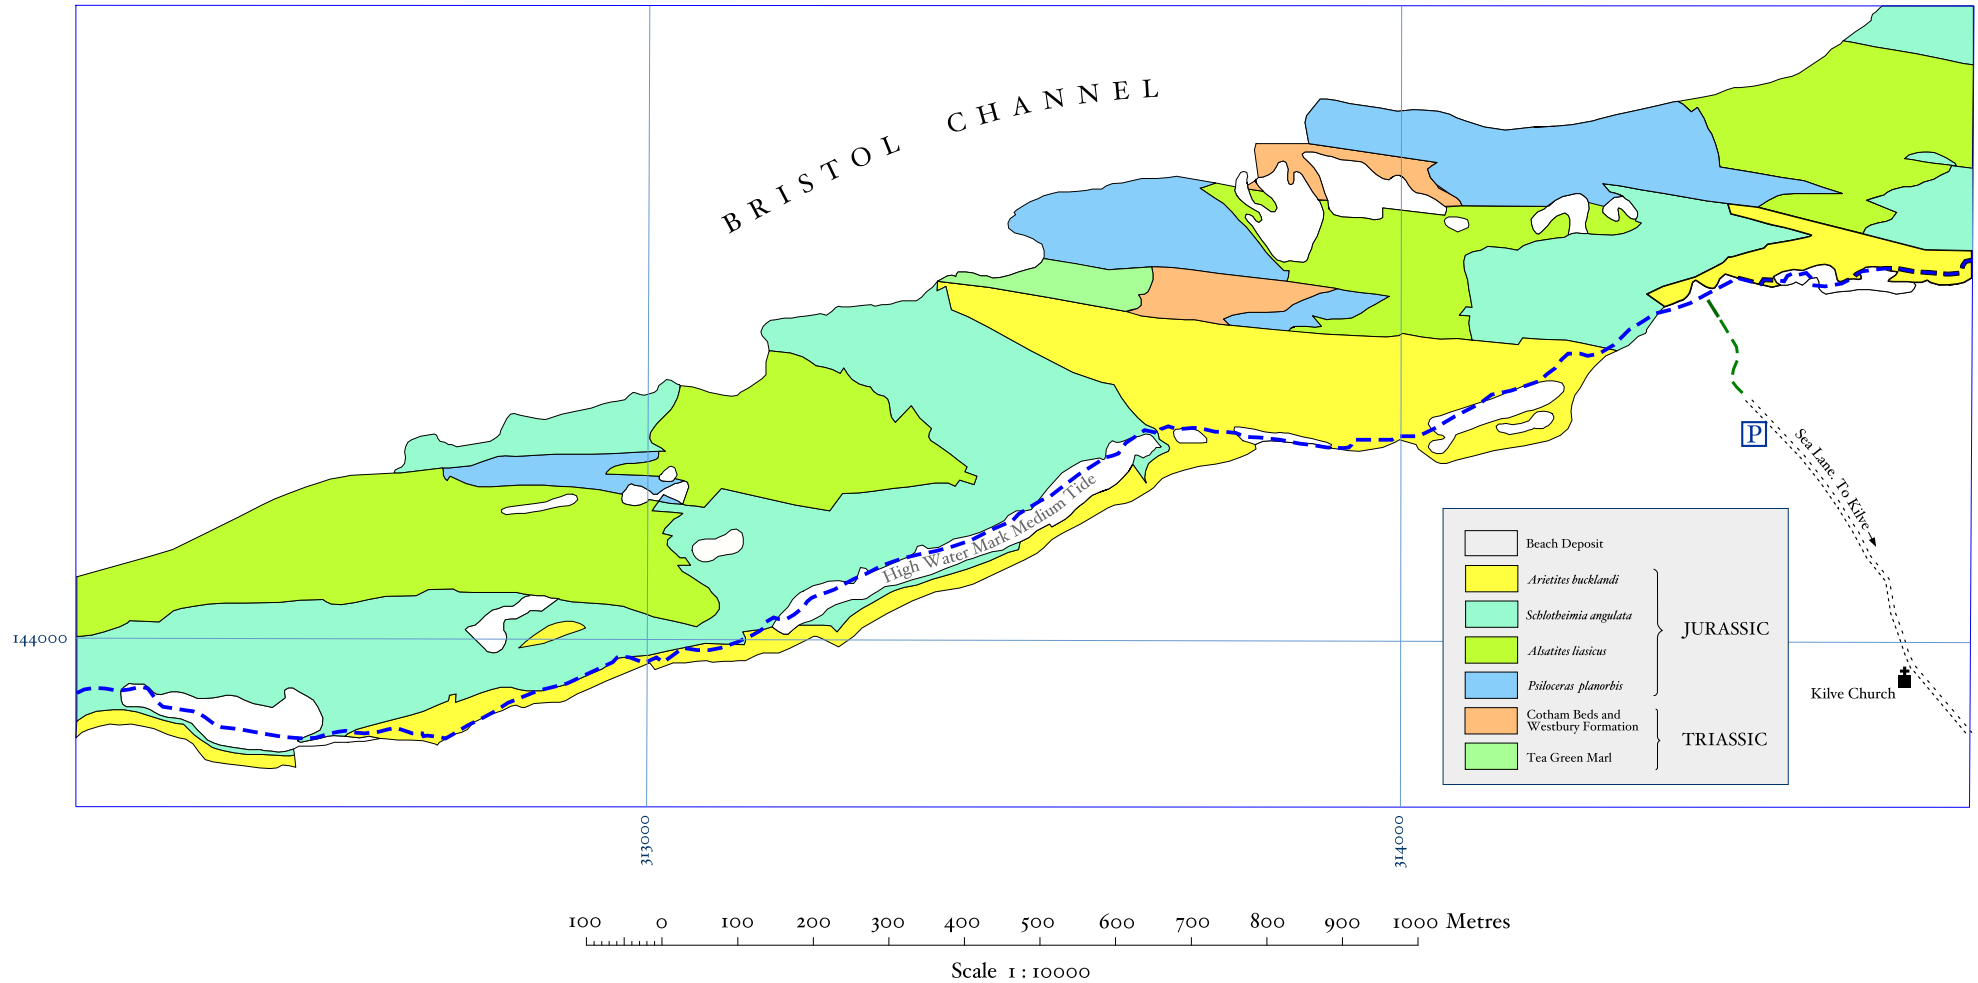 BRISTOL CHANNEL
P
Sea Lane. To Kilve
High Water Mark Medium Tide
Beach Deposit
Arietites bucklandi
Schlotheimia angulata
Alsatites liasicus
Psiloceras planorbis
JURASSIC
Cotham Beds and
Westbury Formation
Tea Green Marl
TRIASSIC
144000
Kilve Church
313000
314000
100 0 100 200 300 400 500 600 700 800 900 1000 Metres
Scale 1 : 10000